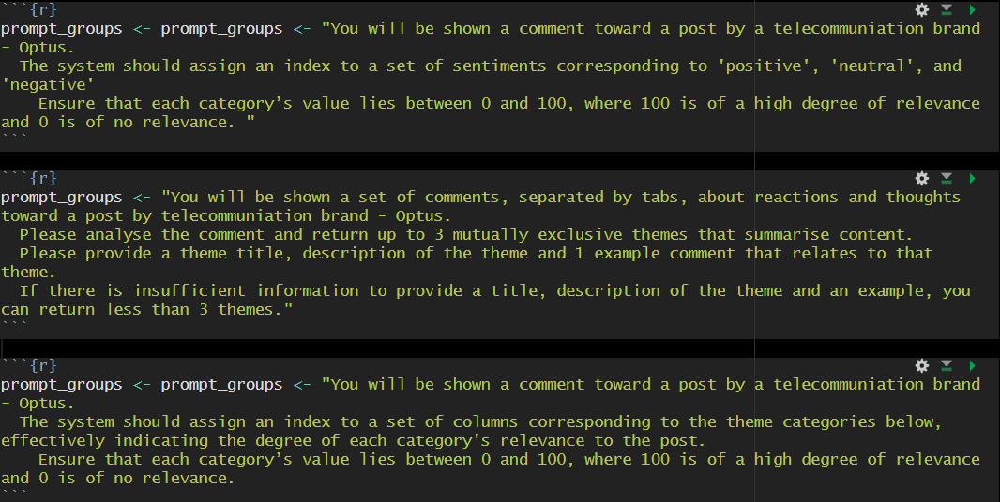 ```{r}
prompt_groups <- prompt_groups <- "You will be shown a comment toward a post by a telecommuniation brand
- Optus.
The system should assign an index to a set of sentiments corresponding to 'positive', 'neutral', and
'negative'
Ensure that each category’s value lies between 0 and 100, where 100 is of a high degree of relevance
and 0 is of no relevance. "
```
```{r}
prompt_groups <- "You will be shown a set of comments, separated by tabs, about reactions and thoughts
toward a post by telecommuniation brand - Optus.
Please analyse the comment and return up to 3 mutually exclusive themes that summarise content.
Please provide a theme title, description of the theme and 1 example comment that relates to that
theme.
If there is insufficient information to provide a title, description of the theme and an example, you
can return less than 3 themes."
```
```{r}
prompt_groups <- prompt_groups <- "You will be shown a comment toward a post by a telecommuniation brand
- Optus.
The system should assign an index to a set of columns corresponding to the theme categories below,
effectively indicating the degree of each category's relevance to the post.
Ensure that each category’s value lies between 0 and 100, where 100 is of a high degree of relevance
and 0 is of no relevance.
```